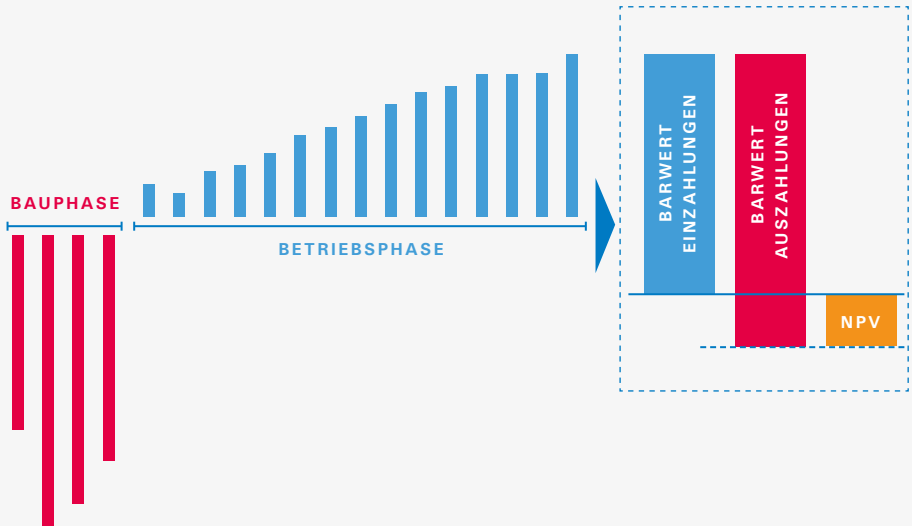 BAUPHASE
BETRIEBSPHASE
BARWERT
EINZAHLUNGEN
BARWERT
AUSZAHLUNGEN
NPV